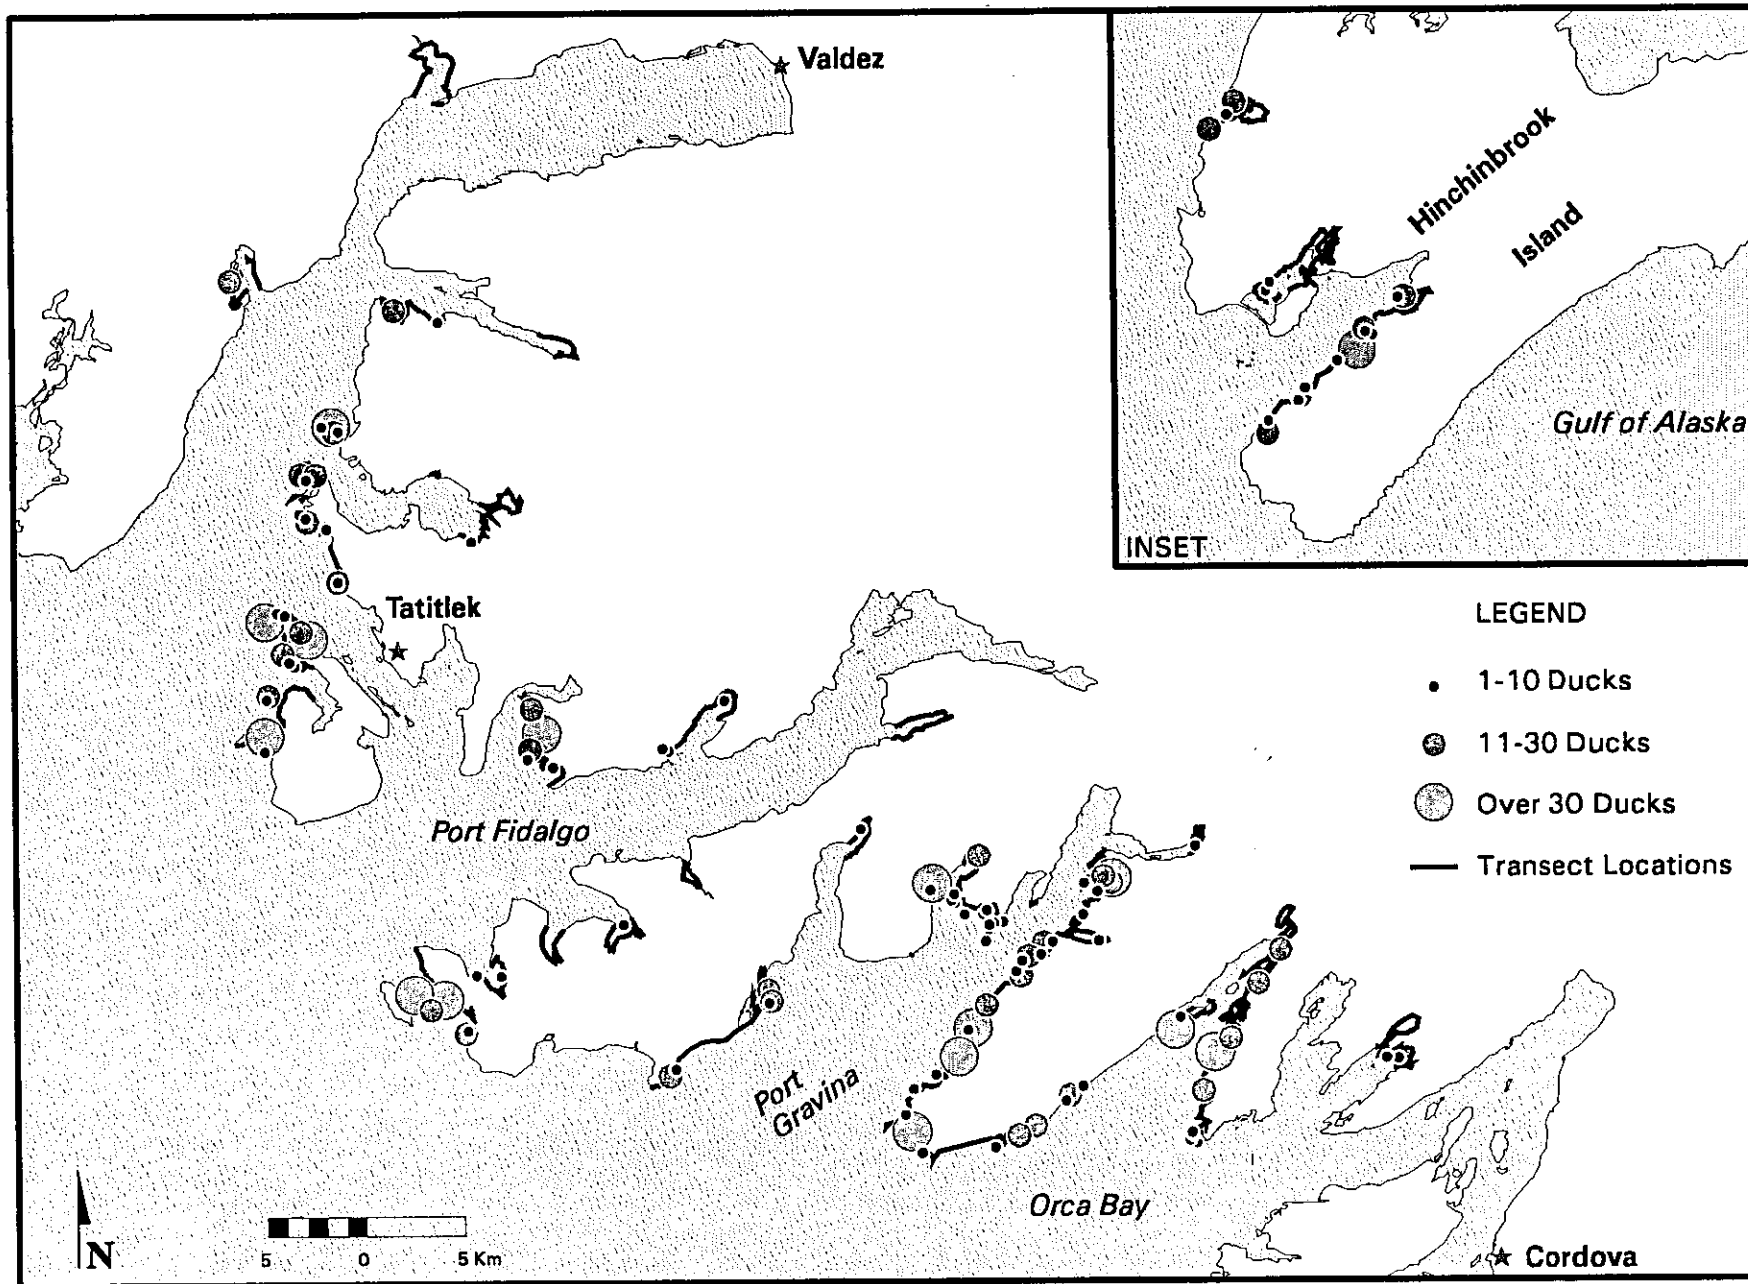 Valdez
Hinchinbrook
Island
Gulf of Alaska
INSET
Tatitlek
LEGEND
1-10 Ducks
11-30 Ducks
Over 30 Ducks
Transect Locations
Port Fidalgo
Port
Gravina
Orca Bay
N
5 0 5 Km
Cordova